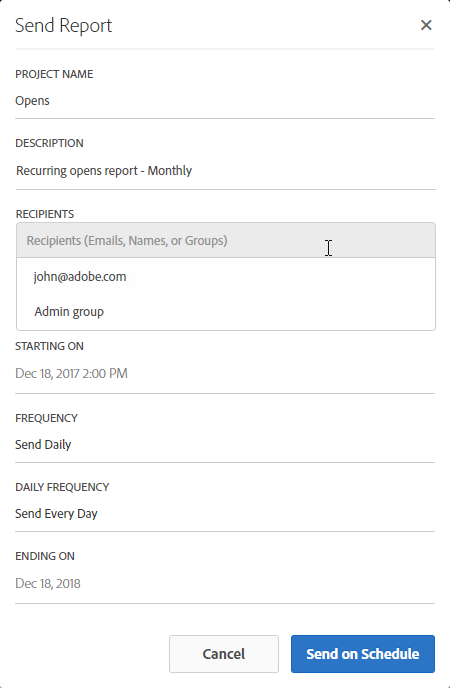 Send Report
PROJECT NAME
Opens
DESCRIPTION
Recurring opens report - Monthly
RECIPIENTS
Recipients (Emails, Names, or Groups)
john@adobe.com
Admin group
STARTING ON
Dec 18, 2017 2:00 PM
FREQUENCY
Send Daily
DAILY FREQUENCY
Send Every Day
ENDING ON
Dec 18, 2018
Cancel
Send on Schedule